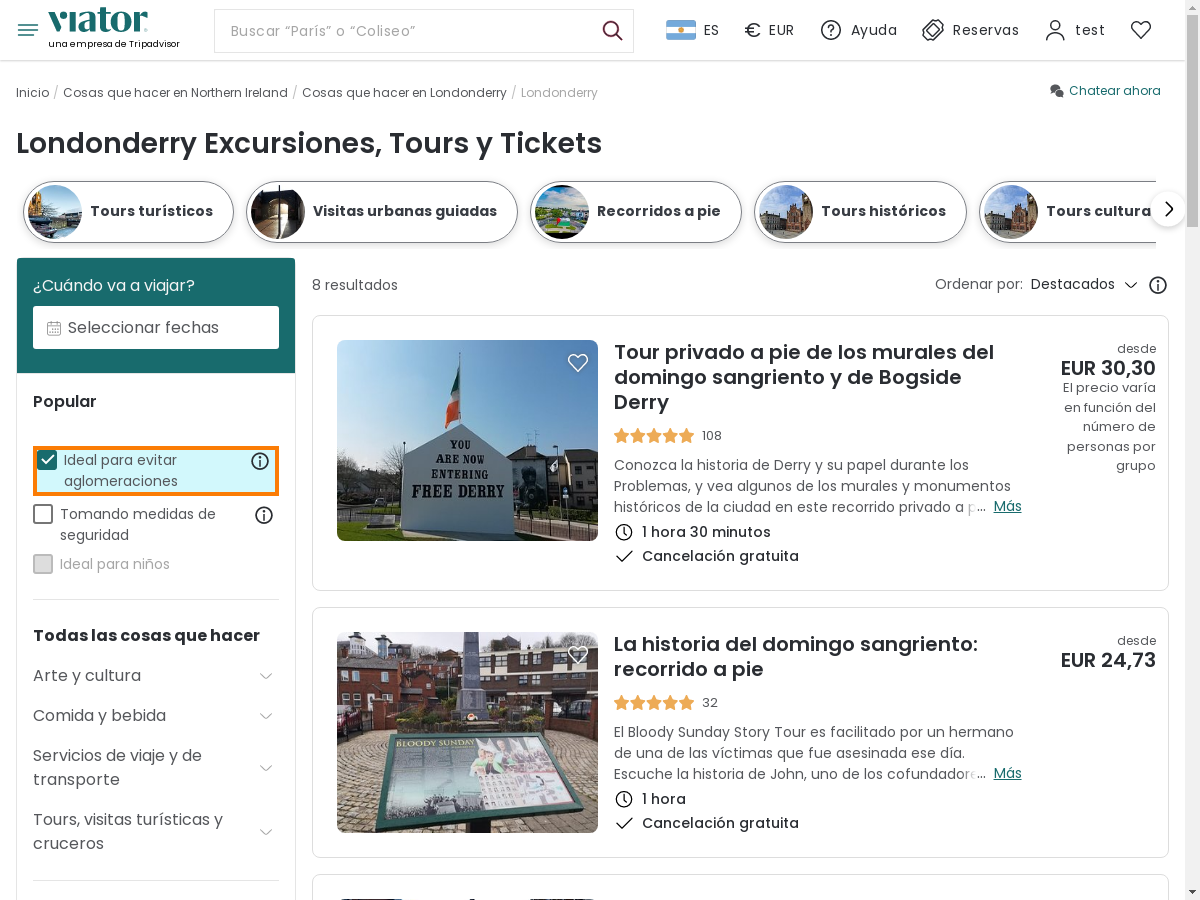 viator
una empresa de Tripadvisor
Buscar “París” o “Coliseo”
ES
€ EUR
Ayuda
Reservas
test
Inicio / Cosas que hacer en Northern Ireland / Cosas que hacer en Londonderry / Londonderry
Chatear ahora
Londonderry Excursiones, Tours y Tickets
Tours turísticos
Visitas urbanas guiadas
Recorridos a pie
Tours históricos
Tours cultura
¿Cuándo va a viajar?
Seleccionar fechas
Popular
Ideal para evitar
aglomeraciones
Tomando medidas de
seguridad
Ideal para niños
Todas las cosas que hacer
Arte y cultura
Comida y bebida
Servicios de viaje y de
transporte
Tours, visitas turísticas y
cruceros
8 resultados
Ordenar por: Destacados
YOU
ARE NOW
ENTERING
FREE DERRY
Tour privado a pie de los murales del
domingo sangriento y de Bogside
Derry
108
Conozca la historia de Derry y su papel durante los
Problemas, y vea algunos de los murales y monumentos
históricos de la ciudad en este recorrido privado a p... Más
1 hora 30 minutos
Cancelación gratuita
desde
EUR 30,30
El precio varía
en función del
número de
personas por
grupo
BLOODY SUNDAY
La historia del domingo sangriento:
recorrido a pie
32
El Bloody Sunday Story Tour es facilitado por un hermano
de una de las víctimas que fue asesinada ese día.
Escuche la historia de John, uno de los cofundadore... Más
1 hora
Cancelación gratuita
desde
EUR 24,73